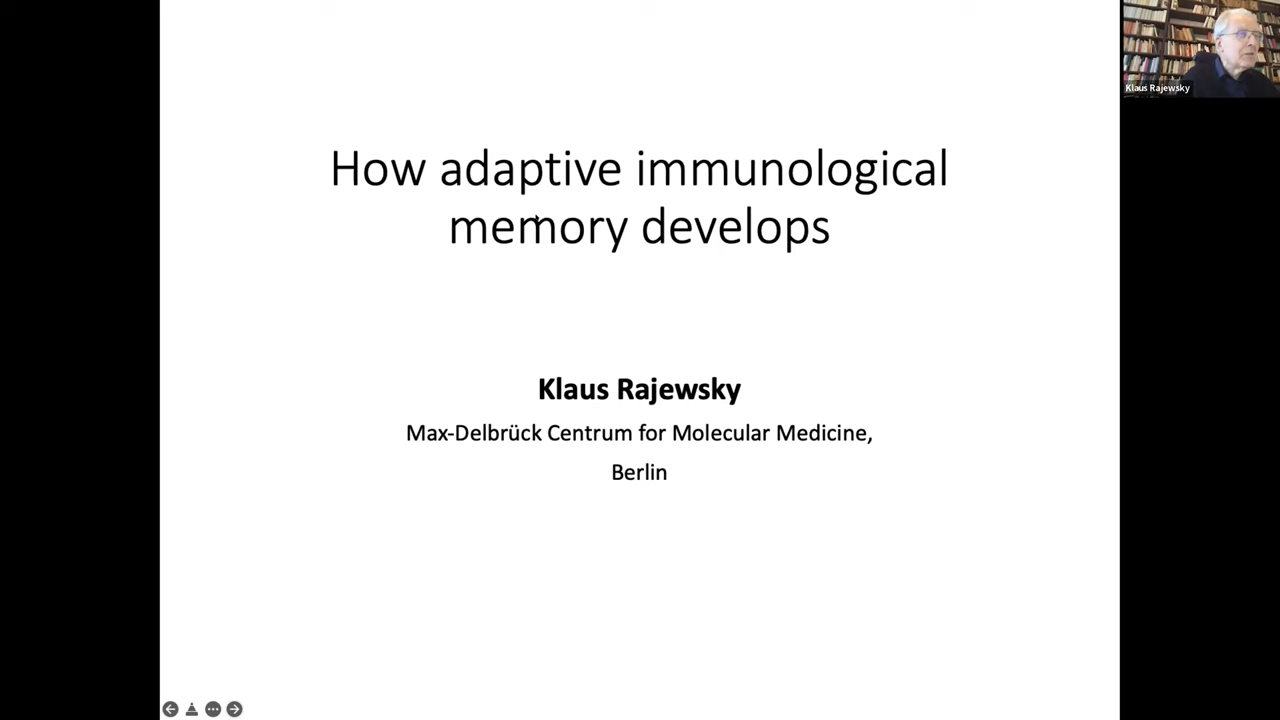 Klaus Rajewsky
How adaptive immunological
memory develops
Klaus Rajewsky
Max-Delbrück Centrum for Molecular Medicine,
Berlin